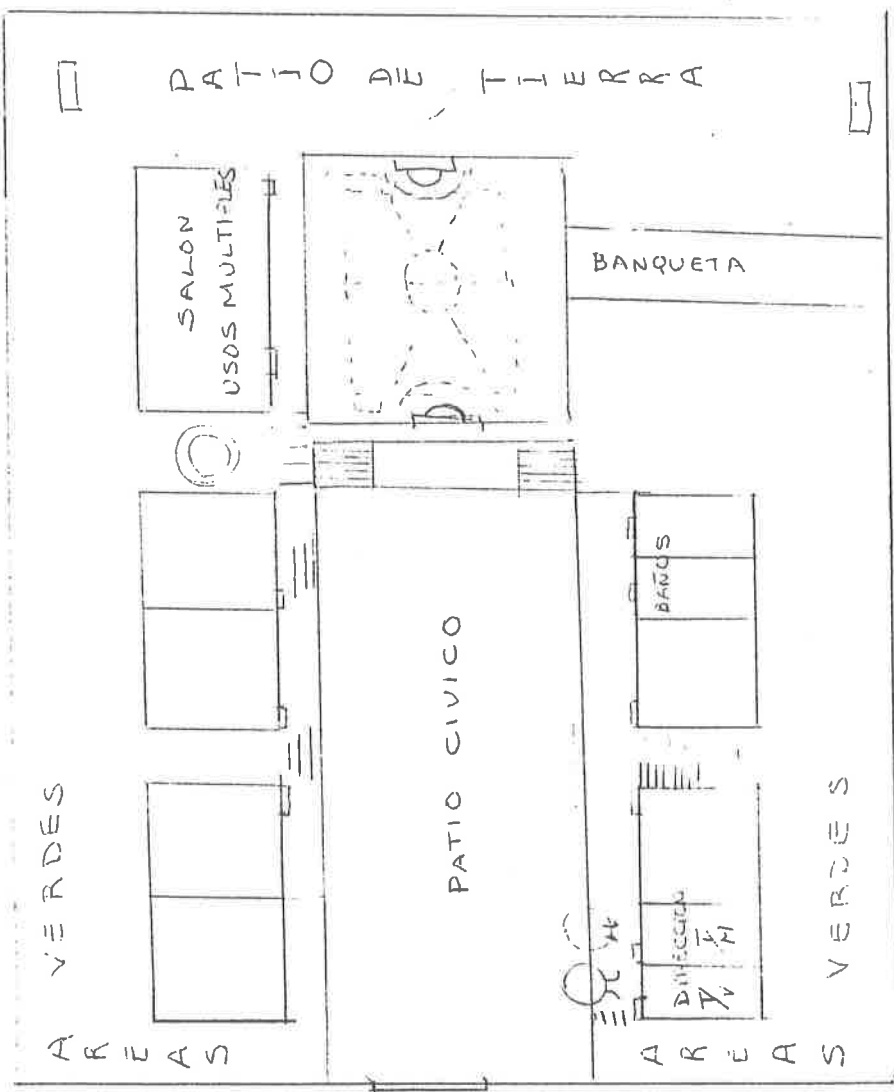 PATIO DE TIERRA
SALON
USOS MULTIPLES
BANQUETA
BAÑOS
PATIO CIVICO
AREAS VERDES
DIRECCION
AREAS VERDES